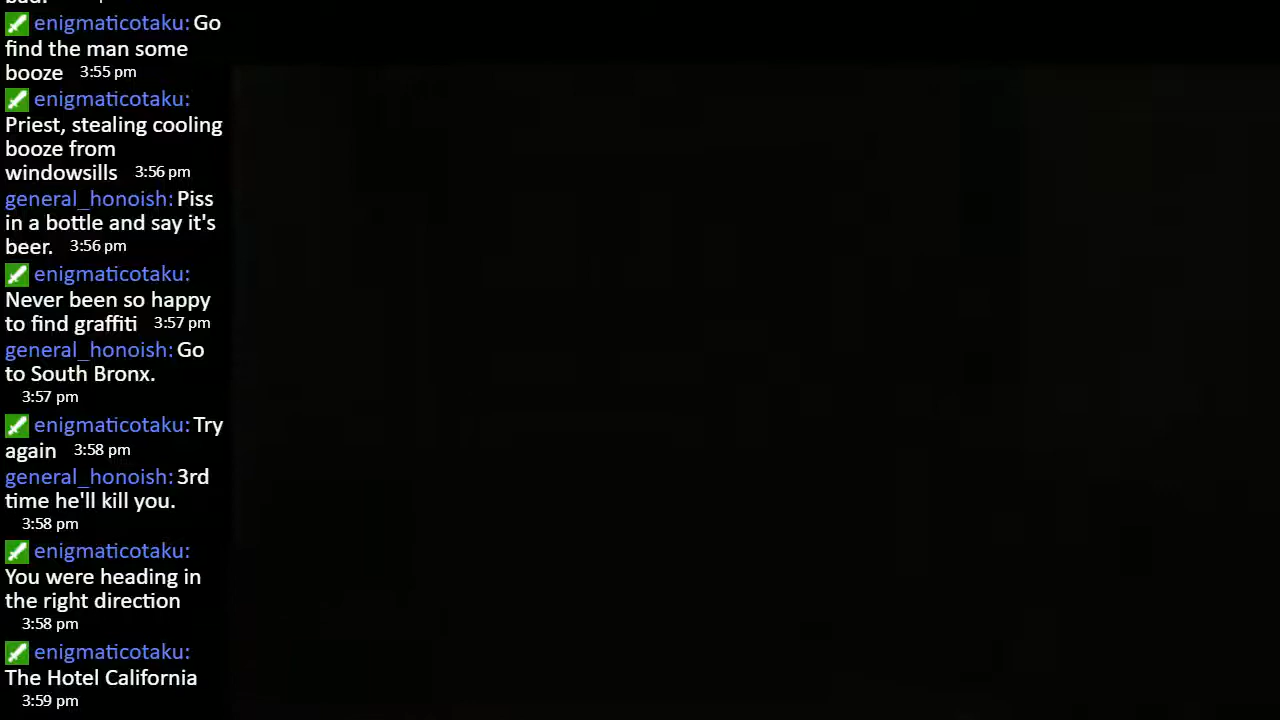 enigmaticotaku: Go
find the man some
booze 3:55 pm
enigmaticotaku:
Priest, stealing cooling
booze from
windowsills 3:56 pm
general_honoish: Piss
in a bottle and say it's
beer. 3:56 pm
enigmaticotaku:
Never been so happy
to find graffiti 3:57 pm
general_honoish: Go
to South Bronx.
3:57 pm
enigmaticotaku: Try
again 3:58 pm
general_honoish: 3rd
time he'll kill you.
3:58 pm
enigmaticotaku:
You were heading in
the right direction
3:58 pm
enigmaticotaku:
The Hotel California
3:59 pm